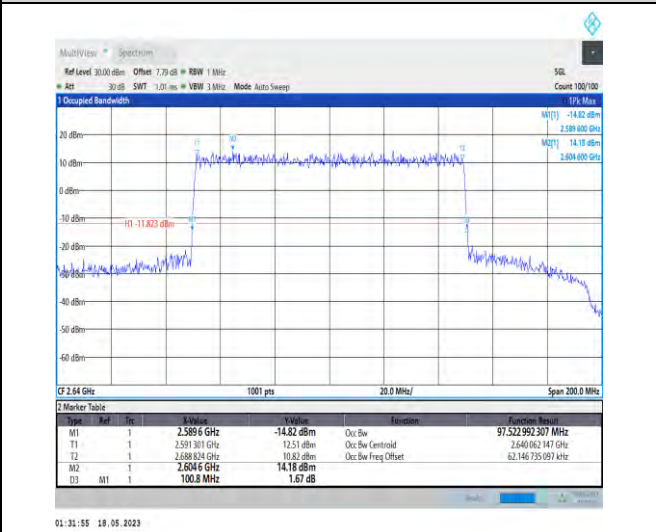 MultiView Spectrum
Ref Level 30.00 dBm Offset 7.79 dB RBW 1 MHz SGL
Att 30 dB SWT 1.01 ms VBW 3 MHz Mode Auto Sweep Count 100/100
1 Occupied Bandwidth 1Pk Max
M1[1] -14.82 dBm
2.589 600 GHz
M2[1] 14.18 dBm
2.604 600 GHz
20 dBm
T1 M2 T2
10 dBm
0 dBm
-10 dBm
H1 -11.823 dBm M1
-20 dBm
-30 dBm
-40 dBm
-50 dBm
-60 dBm
CF 2.64 GHz 1001 pts 20.0 MHz/ Span 200.0 MHz
2 Marker Table
Type Ref Trc X-Value Y-Value Function Function Result
M1 1 2.5896 GHz -14.82 dBm Occ Bw 97.522 992 307 MHz
T1 1 2.591 301 GHz 12.51 dBm Occ Bw Centroid 2.640 062 147 GHz
T2 1 2.688 824 GHz 10.82 dBm Occ Bw Freq Offset 62.146 735 097 kHz
M2 1 2.6046 GHz 14.18 dBm
D3 M1 1 100.8 MHz 1.67 dB
01:31:55 18.05.2023